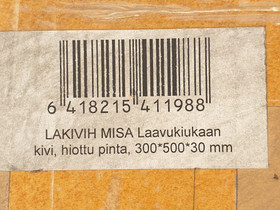 6 418215 411988
LAKIVIH MISA Laavukiukaan
kivi, hiottu pinta, 300*500*30 mm